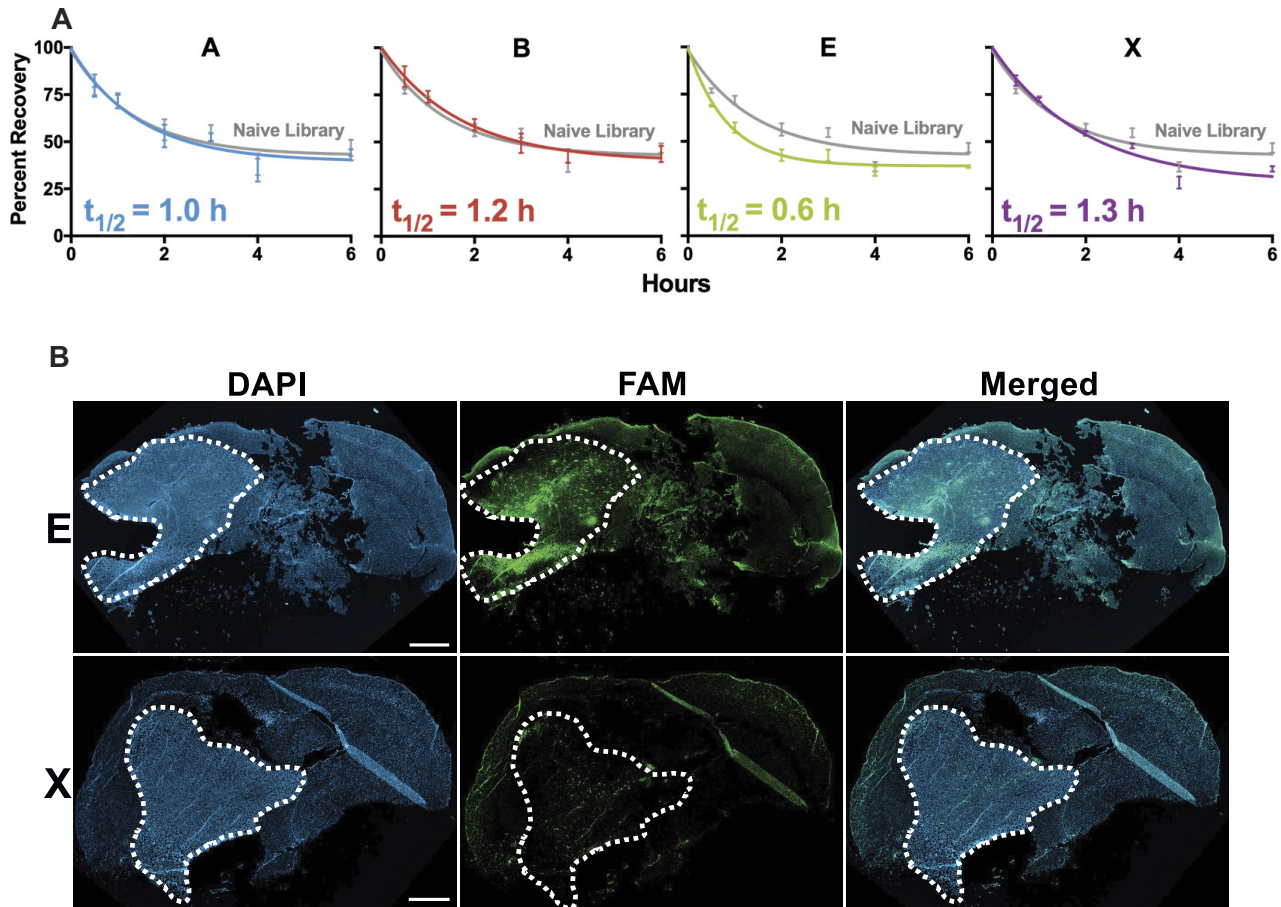 A
A B E X
Percent Recovery
100
75
50
25
0
Naive Library Naive Library Naive Library Naive Library
t1/2 = 1.0 h t1/2 = 1.2 h t1/2 = 0.6 h t1/2 = 1.3 h
0 2 4 6 0 2 4 6 0 2 4 6 0 2 4 6
Hours
B
DAPI FAM Merged
E
X